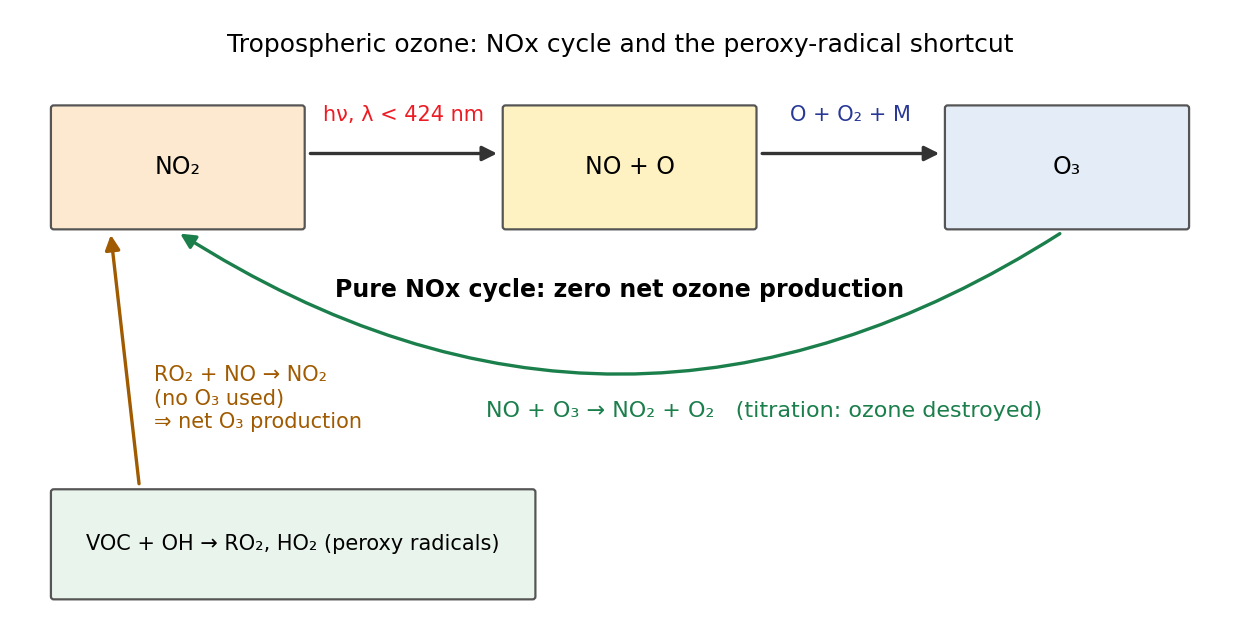 Tropospheric ozone: NOx cycle and the peroxy-radical shortcut
hν, λ < 424 nm
O + O₂ + M
NO₂
NO + O
O₃
Pure NOx cycle: zero net ozone production
RO₂ + NO → NO₂
(no O₃ used)
⇒ net O₃ production
NO + O₃ → NO₂ + O₂   (titration: ozone destroyed)
VOC + OH → RO₂, HO₂ (peroxy radicals)